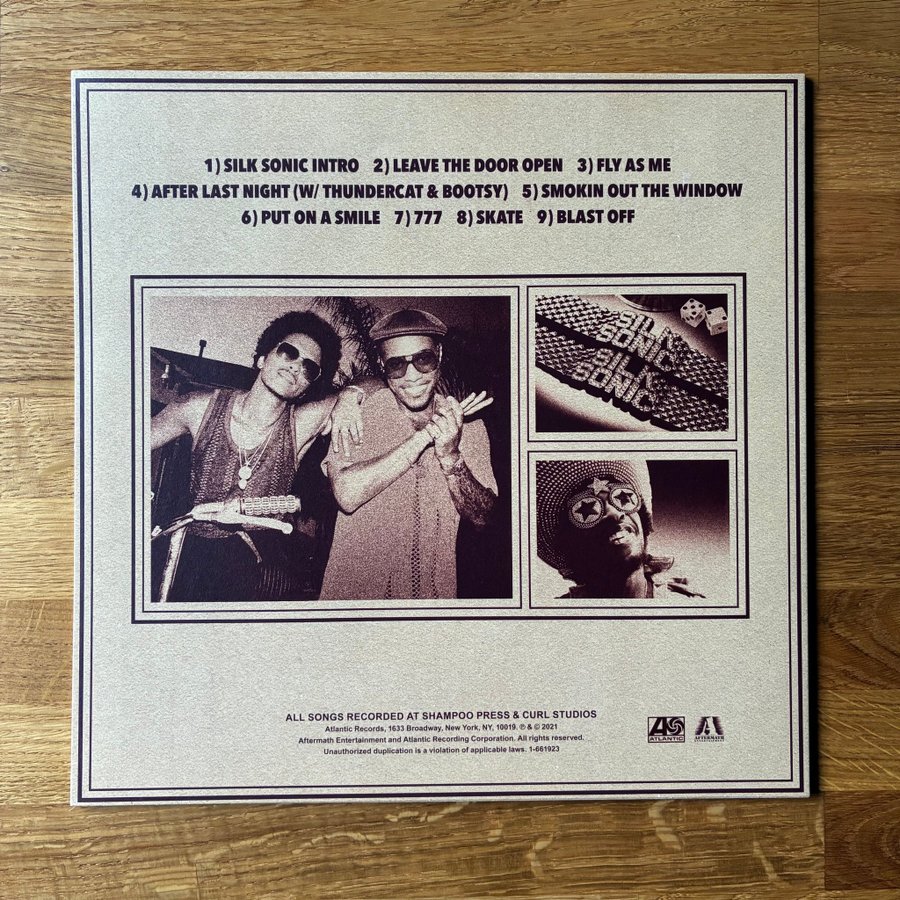 1) SILK SONIC INTRO 2) LEAVE THE DOOR OPEN 3) FLY AS ME
4) AFTER LAST NIGHT (W/ THUNDERCAT & BOOTSY) 5) SMOKIN OUT THE WINDOW
6) PUT ON A SMILE 7) 777 8) SKATE 9) BLAST OFF
SILK
SONIC
SILK
SONIC
ALL SONGS RECORDED AT SHAMPOO PRESS & CURL STUDIOS
Atlantic Records, 1633 Broadway, New York, NY, 10019. ℗ & © 2021
Aftermath Entertainment and Atlantic Recording Corporation. All rights reserved.
Unauthorized duplication is a violation of applicable laws. 1-661923
ATLANTIC
AFTERMATH
ENTERTAINMENT